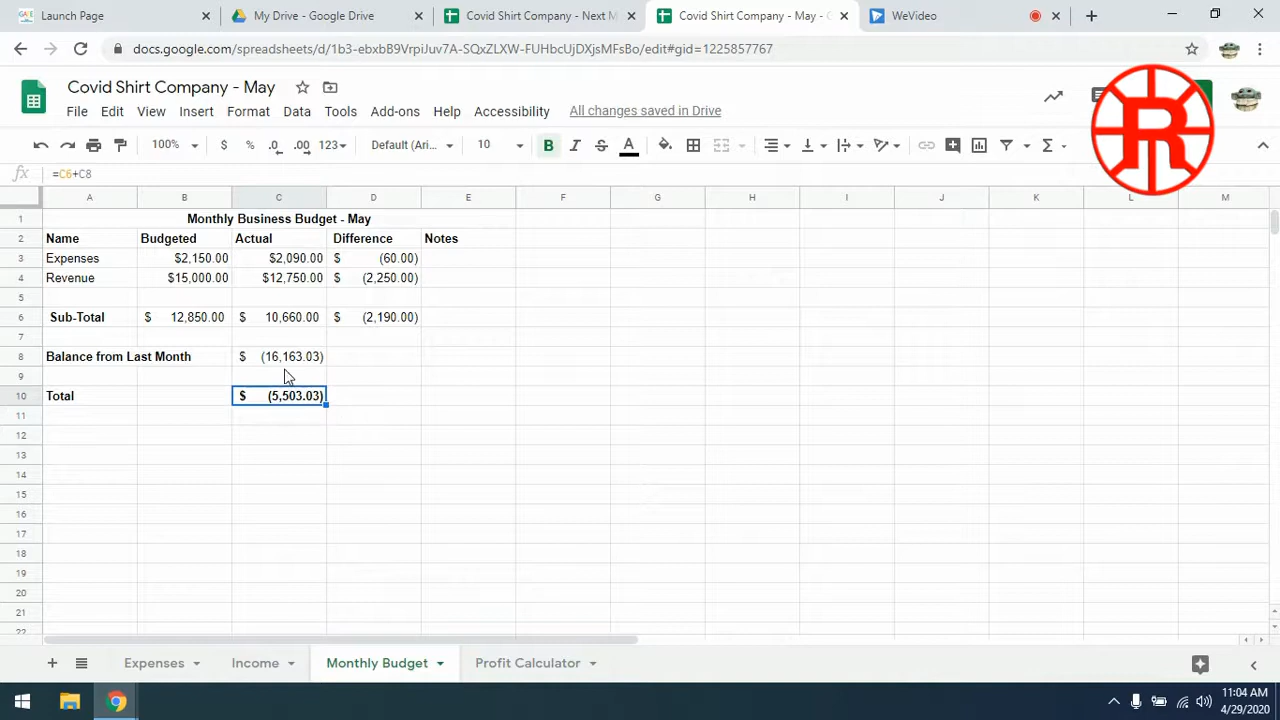 Launch Page
My Drive - Google Drive
Covid Shirt Company - Next M
Covid Shirt Company - May -
WeVideo
docs.google.com/spreadsheets/d/1b3-ebxbB9VrpiJuv7A-SQxZLXW-FUHbcUjDXjsMFsBo/edit#gid=1225857767
Covid Shirt Company - May
File Edit View Insert Format Data Tools Add-ons Help Accessibility All changes saved in Drive
100% $ % .0 .00 123 Default (Ari... 10 B I S A
fx =C6+C8
A B C D E F G H I J K L M
1 Monthly Business Budget - May
2 Name Budgeted Actual Difference Notes
3 Expenses $2,150.00 $2,090.00 $ (60.00)
4 Revenue $15,000.00 $12,750.00 $ (2,250.00)
5
6 Sub-Total $ 12,850.00 $ 10,660.00 $ (2,190.00)
7
8 Balance from Last Month $ (16,163.03)
9
10 Total $ (5,503.03)
11
12
13
14
15
16
17
18
19
20
21
22
Expenses Income Monthly Budget Profit Calculator
11:04 AM
4/29/2020
R